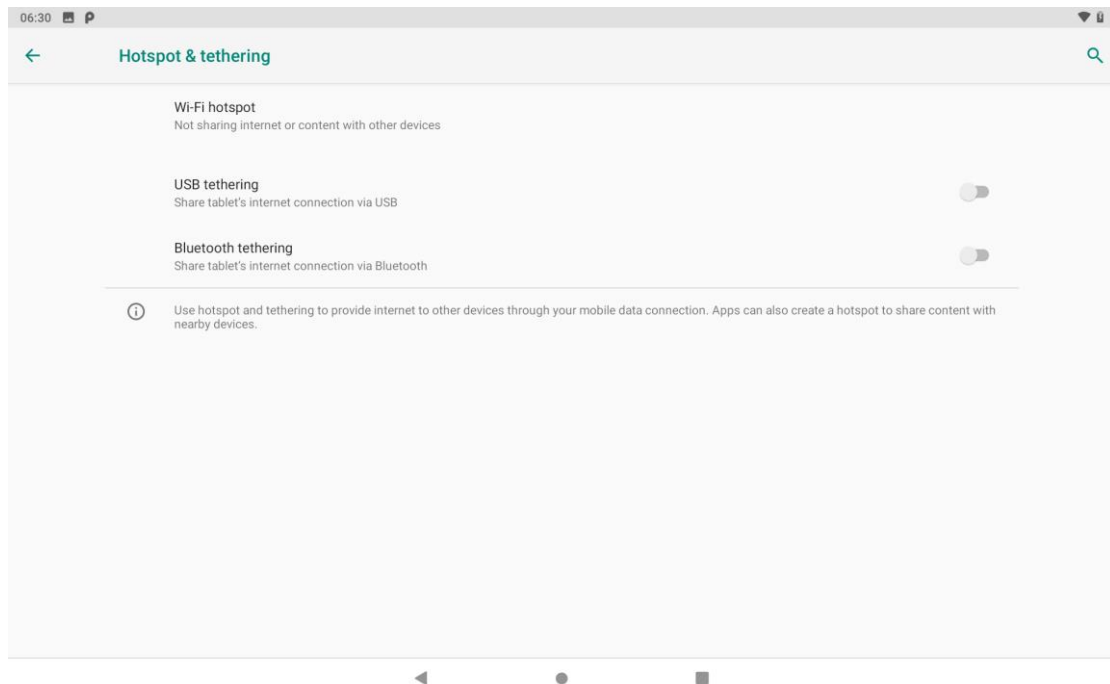 06:30
Hotspot & tethering
Wi-Fi hotspot
Not sharing internet or content with other devices
USB tethering
Share tablet's internet connection via USB
Bluetooth tethering
Share tablet's internet connection via Bluetooth
Use hotspot and tethering to provide internet to other devices through your mobile data connection. Apps can also create a hotspot to share content with
nearby devices.